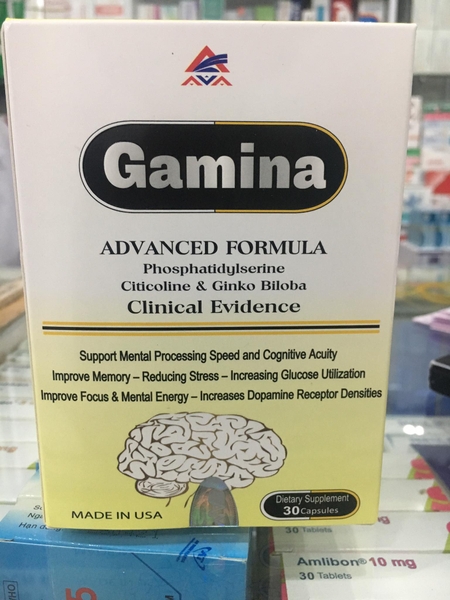 AVA
Gamina
ADVANCED FORMULA
Phosphatidylserine
Citicoline & Ginko Biloba
Clinical Evidence
Support Mental Processing Speed and Cognitive Acuity
Improve Memory – Reducing Stress – Increasing Glucose Utilization
Improve Focus & Mental Energy – Increases Dopamine Receptor Densities
Dietary Supplement
30 Capsules
MADE IN USA
30 Tablets
Amlibon® 10 mg
30 Tablets